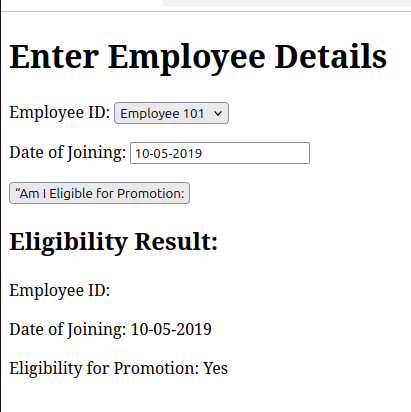 Enter Employee Details
Employee ID: Employee 101
Date of Joining: 10-05-2019
“Am I Eligible for Promotion:
Eligibility Result:
Employee ID:
Date of Joining: 10-05-2019
Eligibility for Promotion: Yes